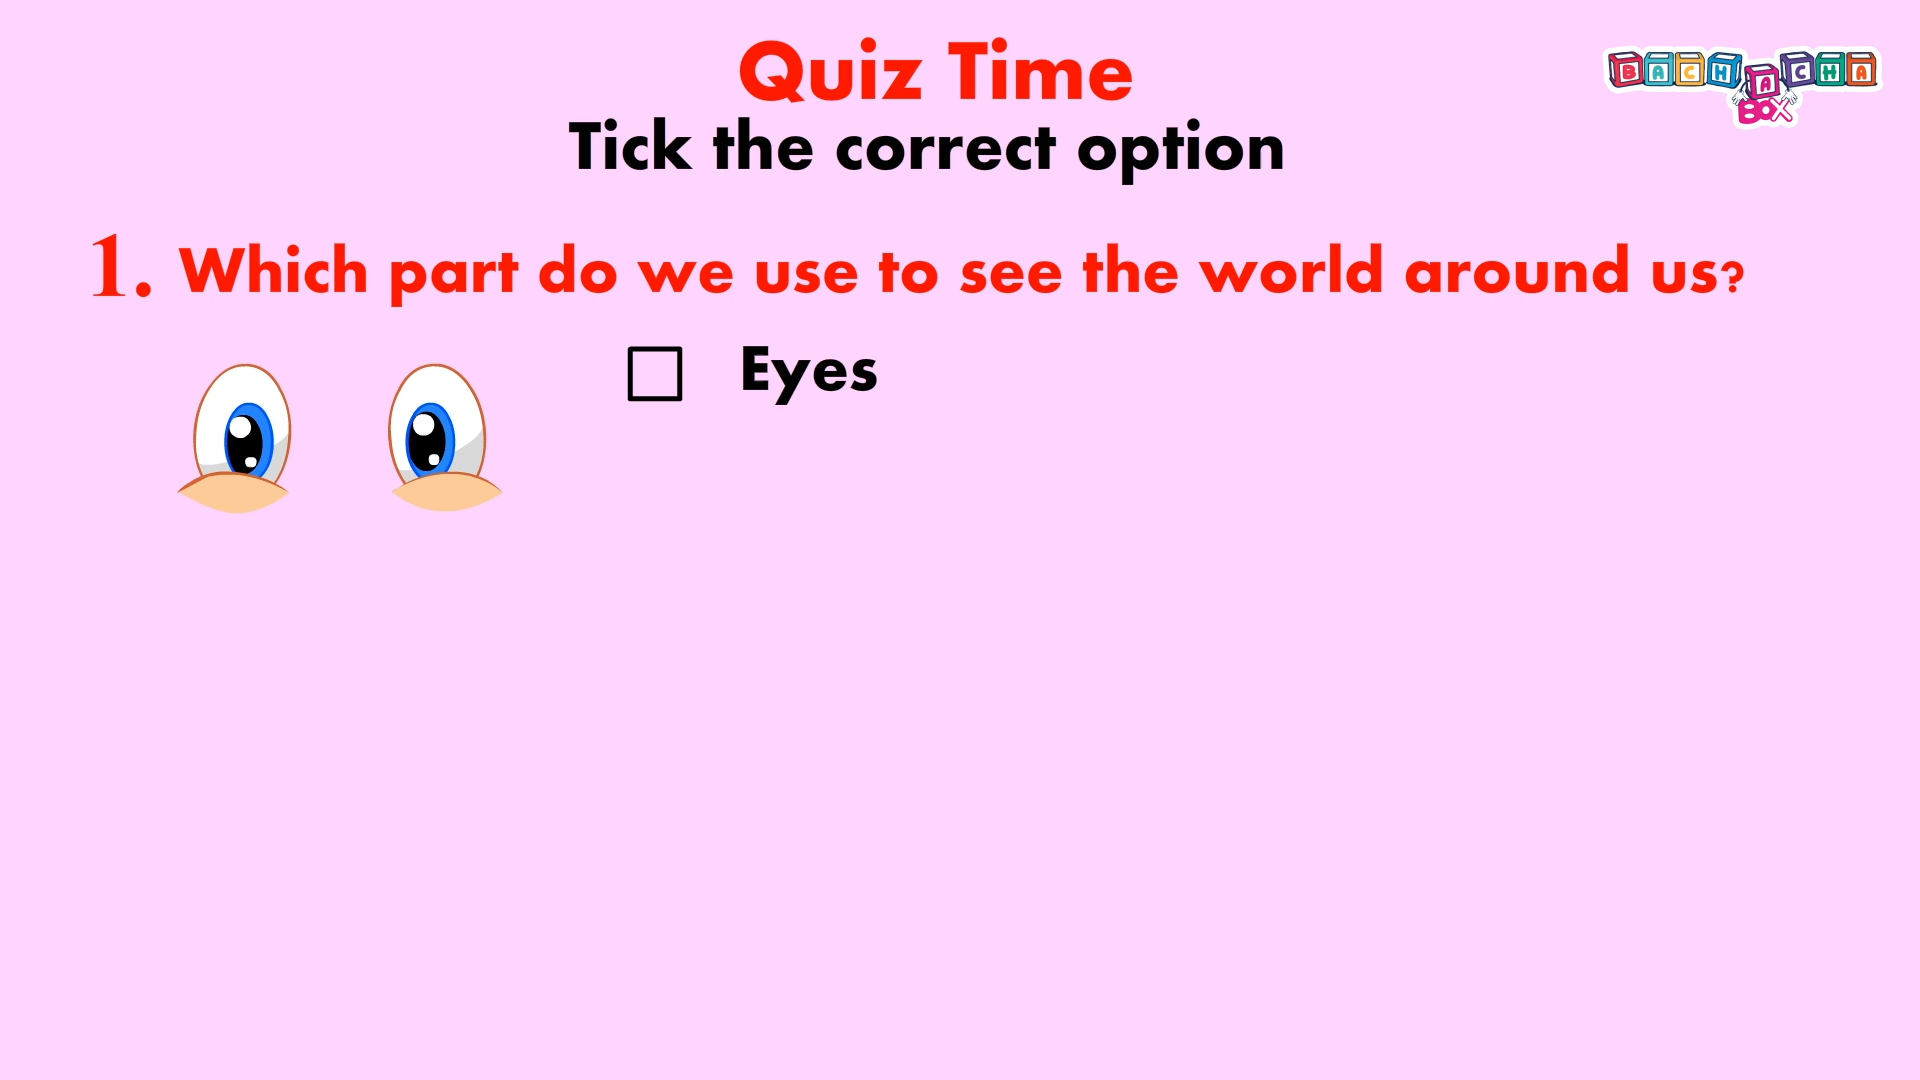 Quiz Time
BACHACHA
BOX
Tick the correct option
1. Which part do we use to see the world around us?
Eyes